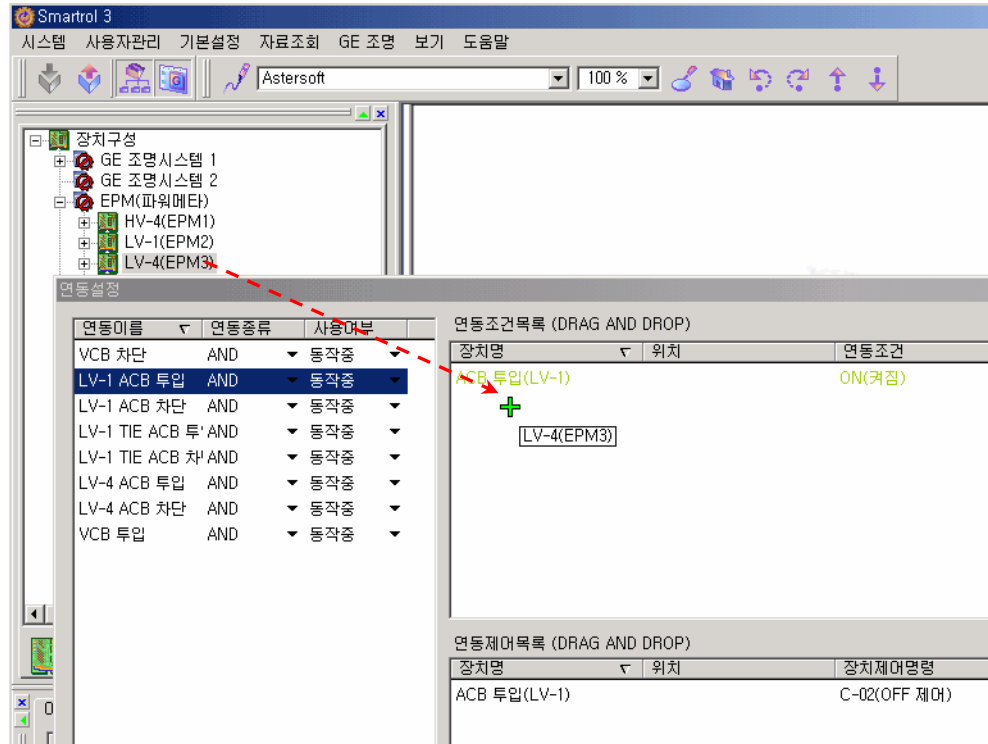 Smartrol 3
시스템 사용자관리 기본설정 자료조회 GE 조명 보기 도움말
Astersoft 100 %
장치구성
GE 조명시스템 1
GE 조명시스템 2
EPM(파워메타)
HV-4(EPM1)
LV-1(EPM2)
LV-4(EPM3)
연동설정
연동이름 연동종류 사용여부
VCB 차단 AND 동작중
LV-1 ACB 투입 AND 동작중
LV-1 ACB 차단 AND 동작중
LV-1 TIE ACB 투 AND 동작중
LV-1 TIE ACB AND 동작중
LV-4 ACB 투입 AND 동작중
LV-4 ACB 차단 AND 동작중
VCB 투입 AND 동작중
연동조건목록 (DRAG AND DROP)
장치명 위치 연동조건
ACB 투입(LV-1) ON(켜짐)
LV-4(EPM3)
연동제어목록 (DRAG AND DROP)
장치명 위치 장치제어명령
ACB 투입(LV-1) C-02(OFF 제어)